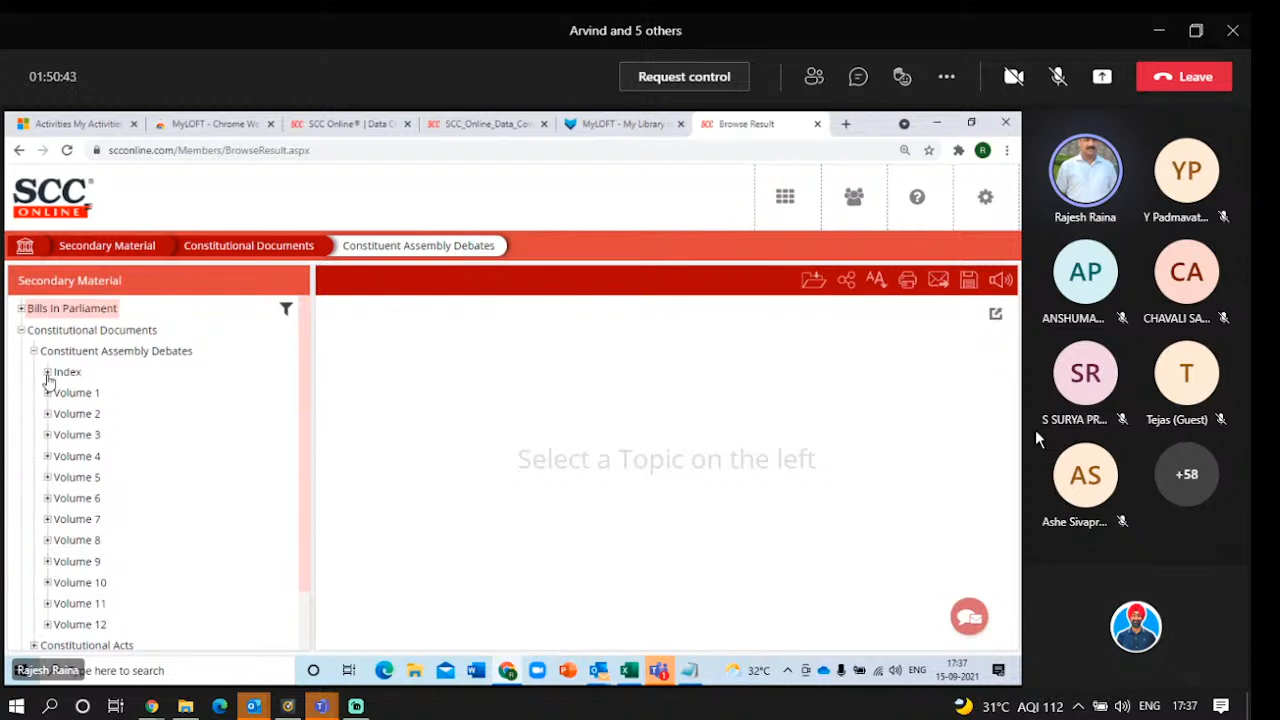 Arvind and 5 others
01:50:43
Request control
Leave
Activities My Activitie
MyLOFT - Chrome We
SCC Online® | Data C
SCC_Online_Data_Cor
MyLOFT - My Library
Browse Result
scconline.com/Members/BrowseResult.aspx
R
SCC®
ONLINE
Secondary Material
Constitutional Documents
Constituent Assembly Debates
Secondary Material
Bills In Parliament
Constitutional Documents
Constituent Assembly Debates
Index
Volume 1
Volume 2
Volume 3
Volume 4
Volume 5
Volume 6
Volume 7
Volume 8
Volume 9
Volume 10
Volume 11
Volume 12
Constitutional Acts
Select a Topic on the left
Rajesh Raina
pe here to search
32°C
ENG
17:37
15-09-2021
Rajesh Raina
YP
Y Padmavat...
AP
ANSHUMA...
CA
CHAVALI SA...
SR
S SURYA PR...
T
Tejas (Guest)
AS
Ashe Sivapr...
+58
31°C AQI 112
ENG
17:37